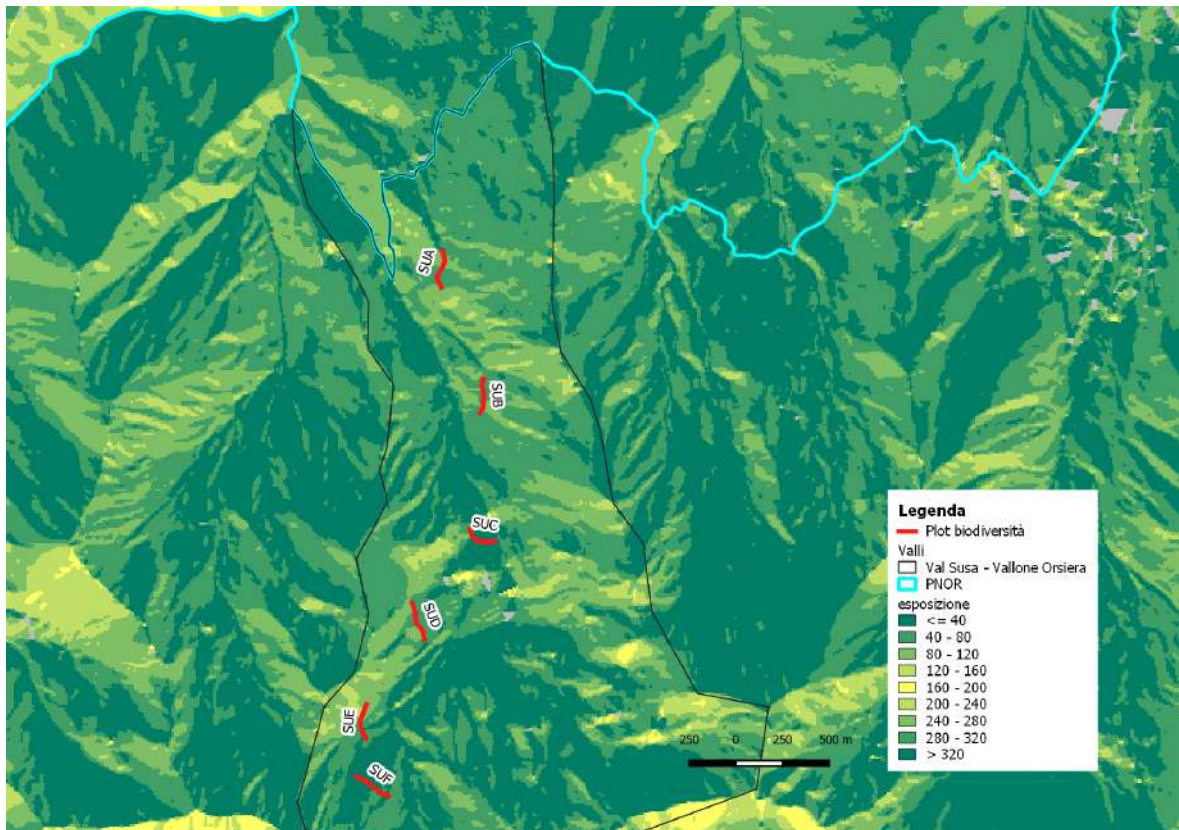 SUA
SUB
SUC
SUD
SUE
SUF
250 0 250 500 m
Legenda
Plot biodiversità
Valli
Val Susa - Vallone Orsiera
PNOR
esposizione
<= 40
40 - 80
80 - 120
120 - 160
160 - 200
200 - 240
240 - 280
280 - 320
> 320